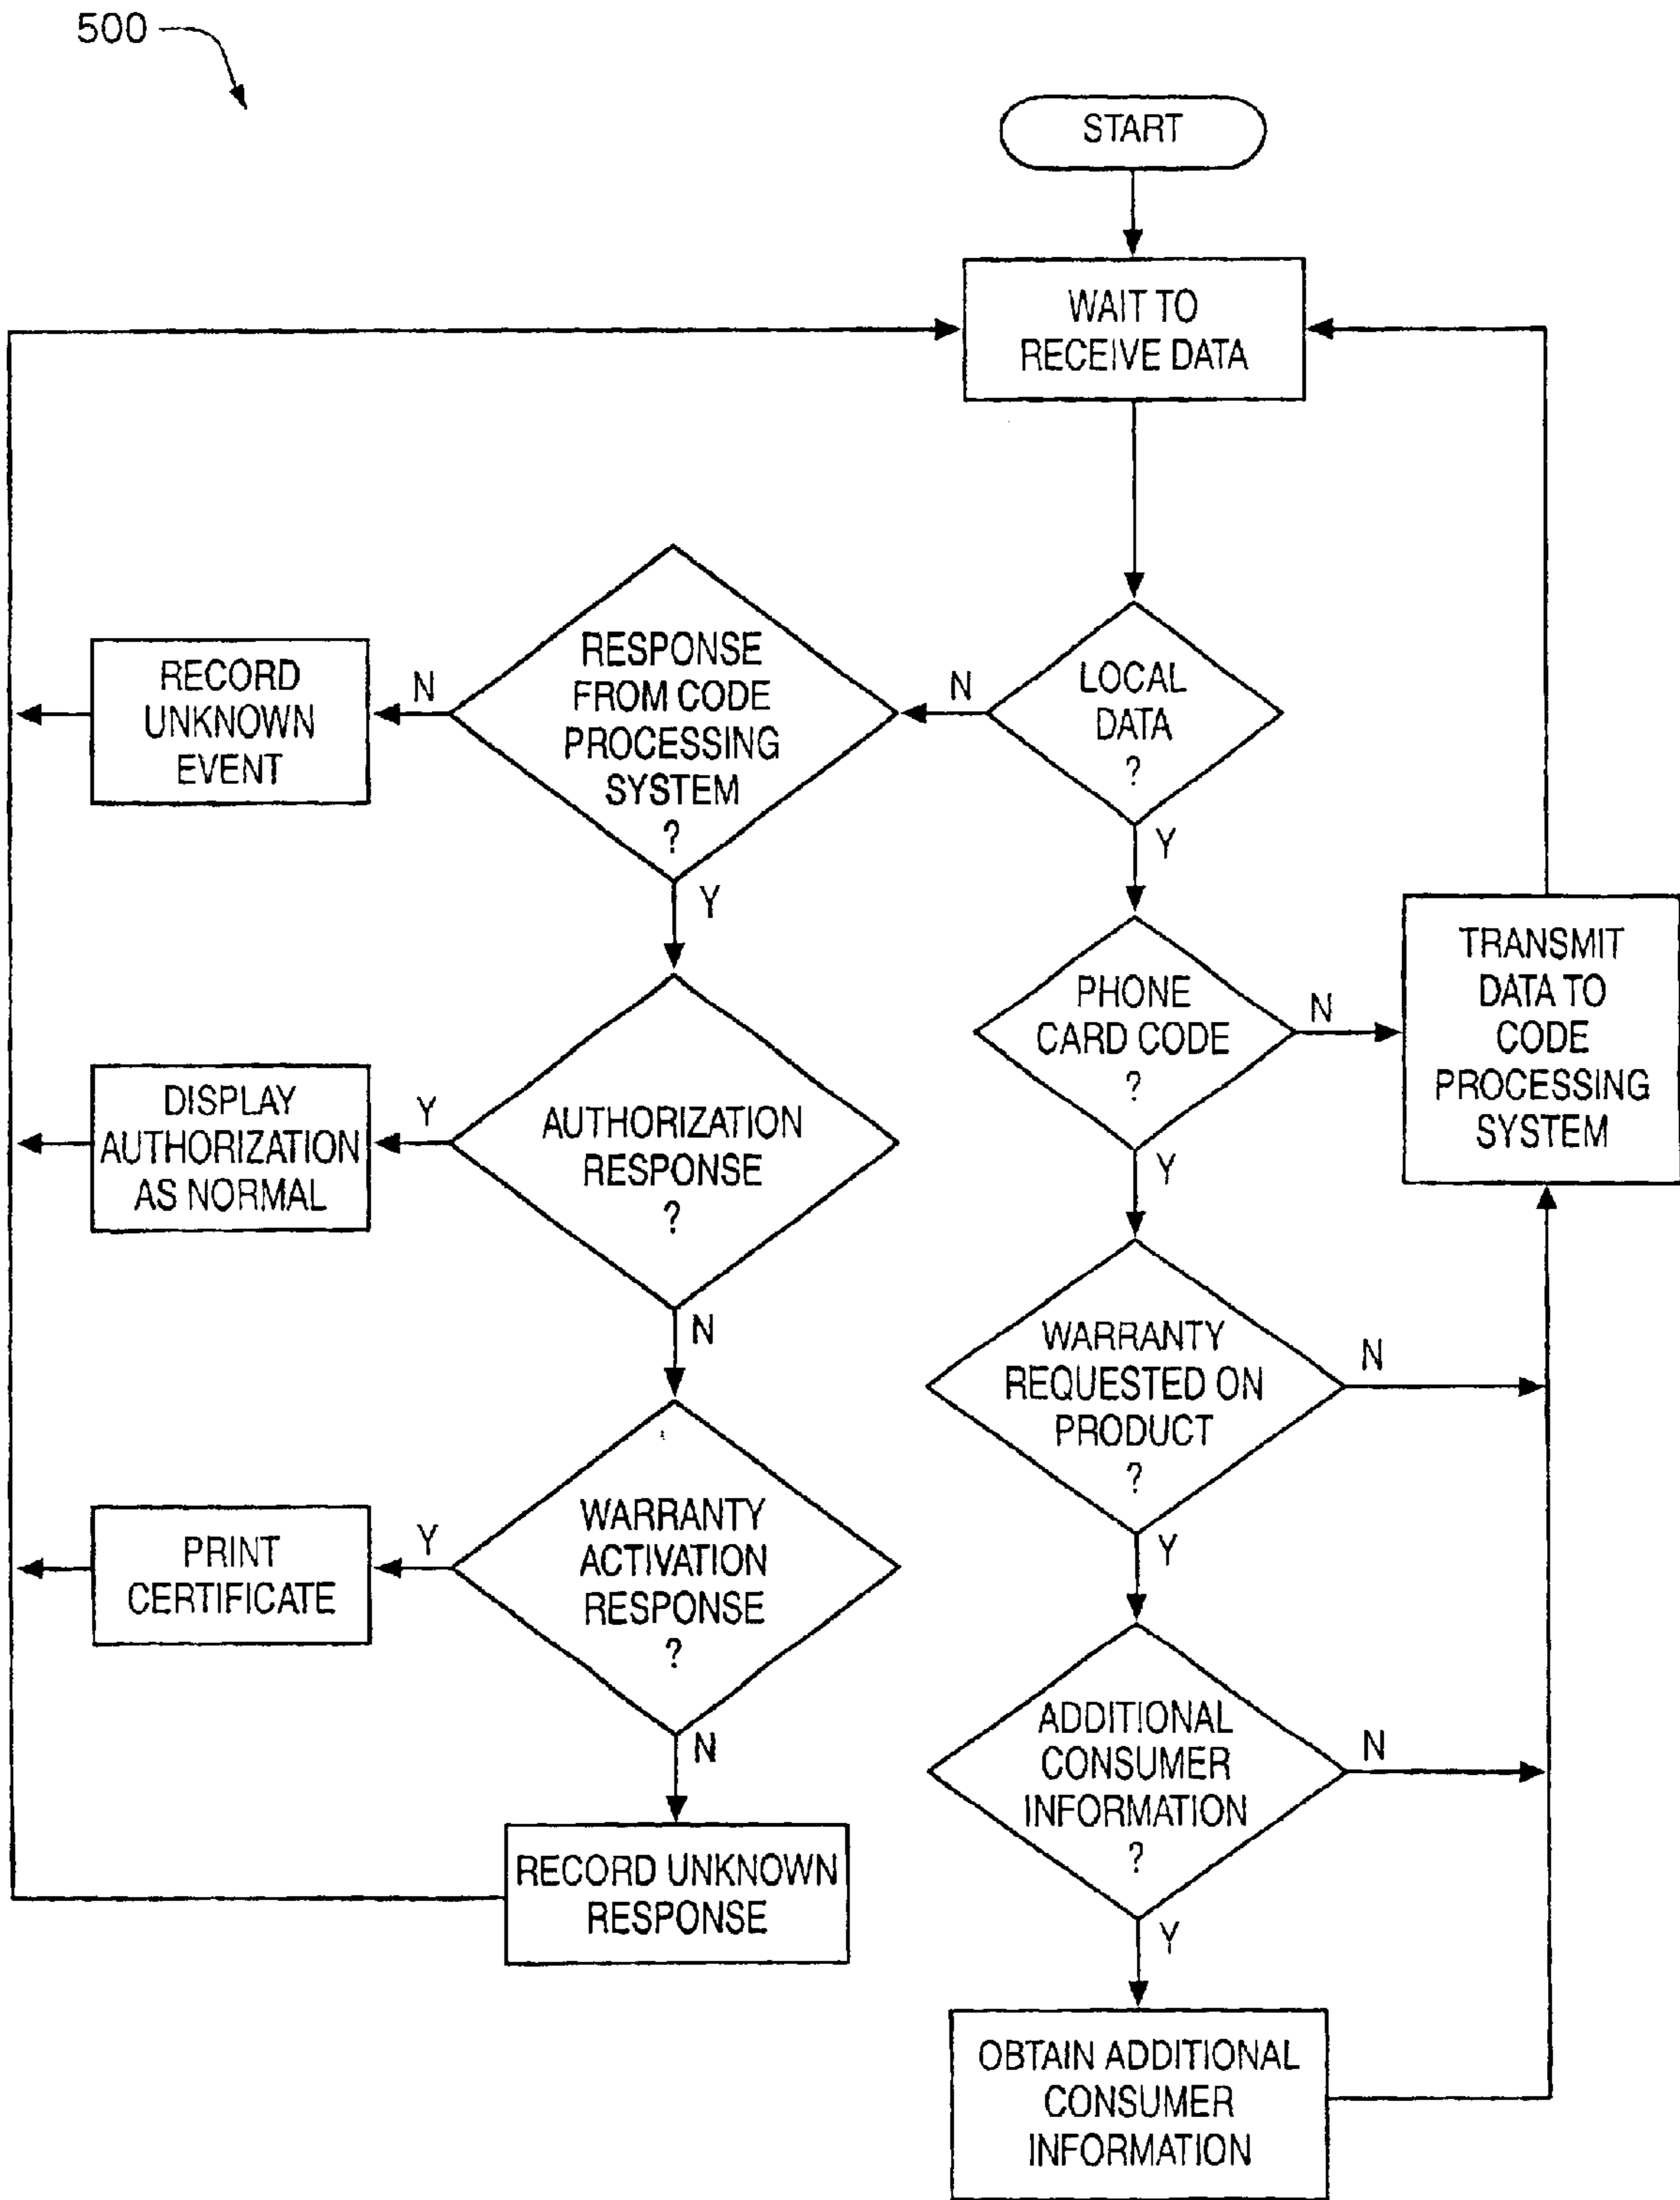 500
START
WAIT TO
RECEIVE DATA
LOCAL
DATA
?
N
Y
RESPONSE
FROM CODE
PROCESSING
SYSTEM
?
N
Y
RECORD
UNKNOWN
EVENT
PHONE
CARD CODE
?
N
Y
TRANSMIT
DATA TO
CODE
PROCESSING
SYSTEM
AUTHORIZATION
RESPONSE
?
Y
N
DISPLAY
AUTHORIZATION
AS NORMAL
WARRANTY
REQUESTED ON
PRODUCT
?
N
Y
WARRANTY
ACTIVATION
RESPONSE
?
Y
N
PRINT
CERTIFICATE
ADDITIONAL
CONSUMER
INFORMATION
?
N
Y
RECORD UNKNOWN
RESPONSE
OBTAIN ADDITIONAL
CONSUMER
INFORMATION